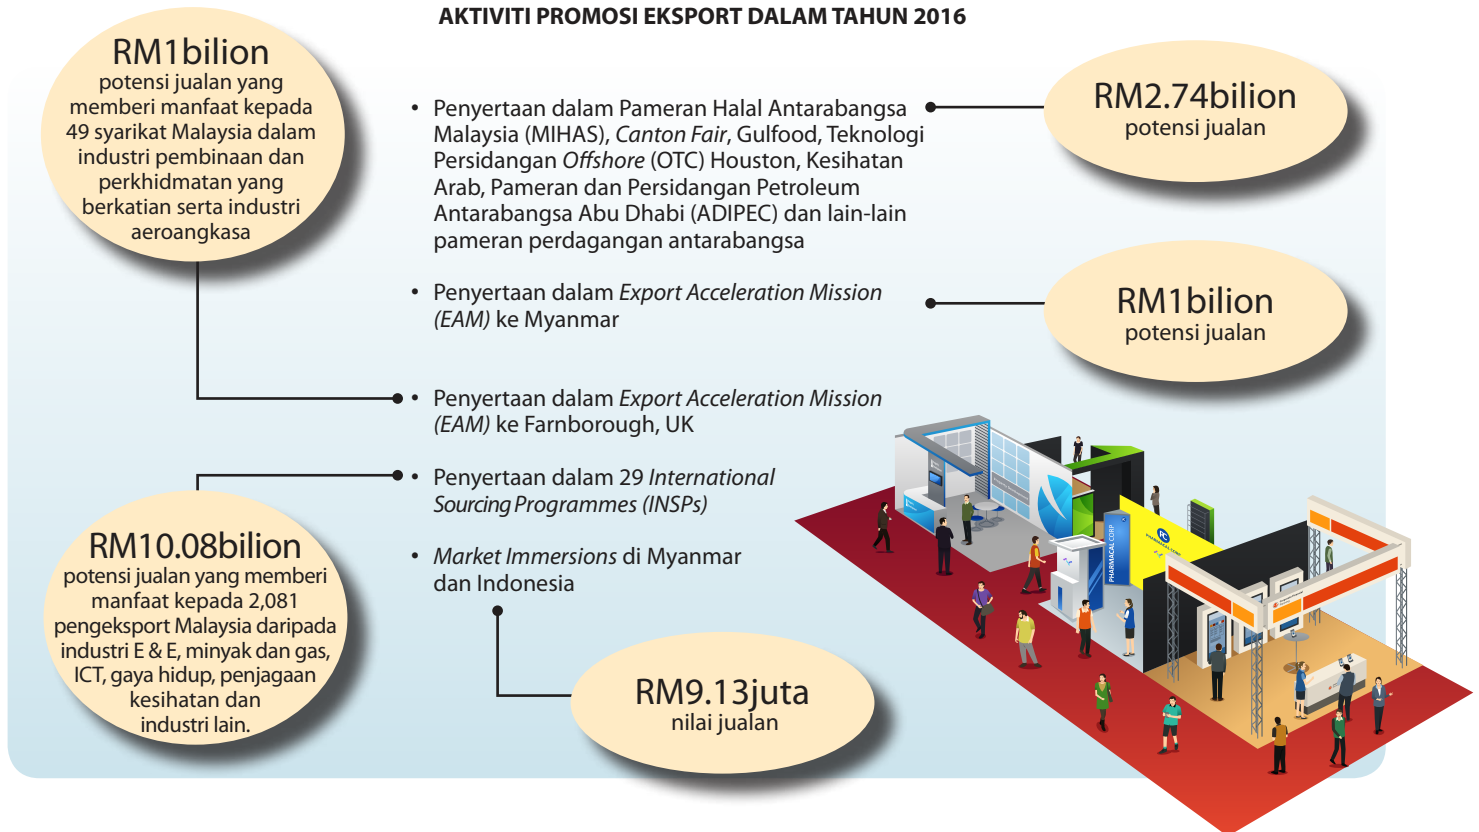 AKTIVITI PROMOSI EKSPORT DALAM TAHUN 2016
RM1bilion
potensi jualan yang
memberi manfaat kepada
49 syarikat Malaysia dalam
industri pembinaan dan
perkhidmatan yang
berkatian serta industri
aeroangkasa
• Penyertaan dalam Pameran Halal Antarabangsa
Malaysia (MIHAS), Canton Fair, Gulfood, Teknologi
Persidangan Offshore (OTC) Houston, Kesihatan
Arab, Pameran dan Persidangan Petroleum
Antarabangsa Abu Dhabi (ADIPEC) dan lain-lain
pameran perdagangan antarabangsa
RM2.74bilion
potensi jualan
• Penyertaan dalam Export Acceleration Mission
(EAM) ke Myanmar
RM1bilion
potensi jualan
• Penyertaan dalam Export Acceleration Mission
(EAM) ke Farnborough, UK
• Penyertaan dalam 29 International
Sourcing Programmes (INSPs)
RM10.08bilion
potensi jualan yang memberi
manfaat kepada 2,081
pengeksport Malaysia daripada
industri E & E, minyak dan gas,
ICT, gaya hidup, penjagaan
kesihatan dan
industri lain.
• Market Immersions di Myanmar
dan Indonesia
RM9.13juta
nilai jualan
PC
PHARMACAL CORP
PHARMACAL CORP